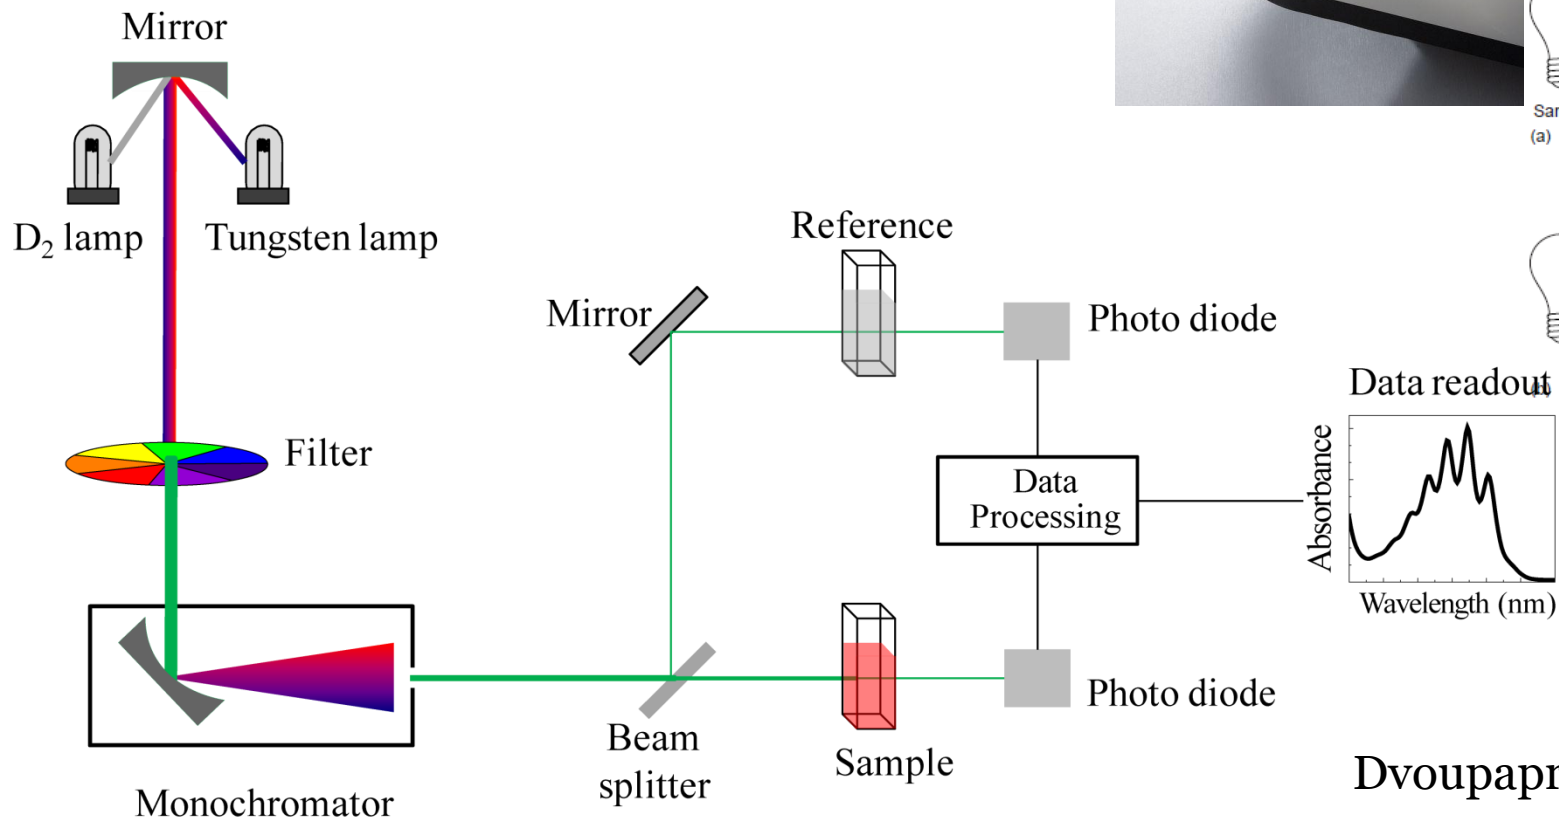 Mirror
(a)
D₂ lamp
Tungsten lamp
Reference
Mirror
Photo diode
Data readout
Filter
Absorbance
Data
Processing
Wavelength (nm)
Photo diode
Beam
splitter
Sample
Monochromator